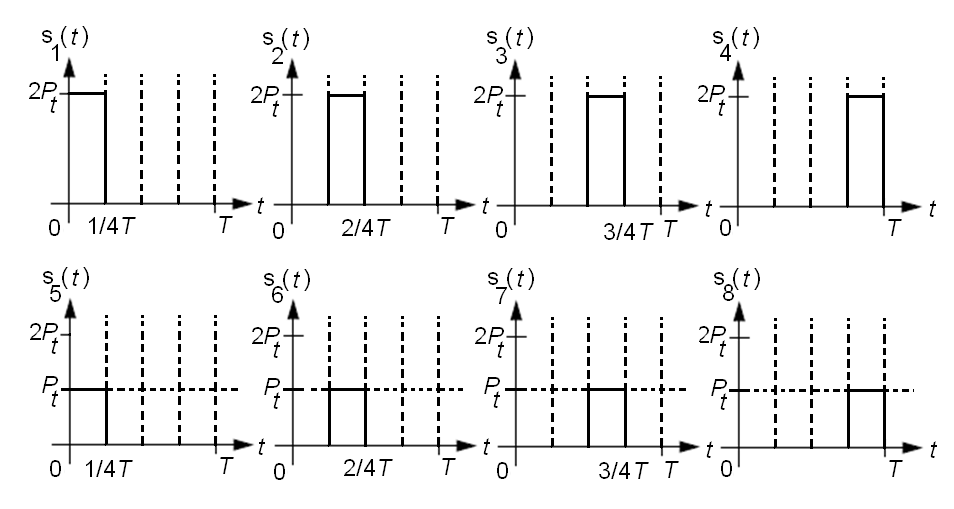 s1(t) s2(t) s3(t) s4(t)
2Pt 2Pt 2Pt 2Pt
t t t t
0 1/4T T 0 2/4T T 0 3/4T T 0 T
s5(t) s6(t) s7(t) s8(t)
2Pt 2Pt 2Pt 2Pt
Pt Pt Pt Pt
t t t t
0 1/4T T 0 2/4T T 0 3/4T T 0 T